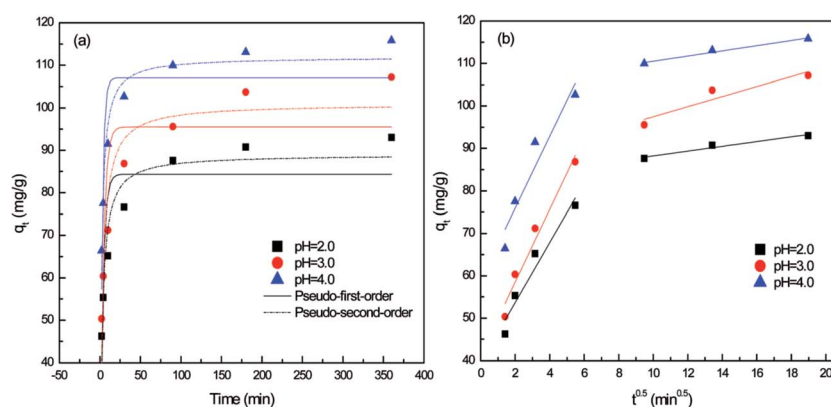 (a)
120
110
100
90
80
70
60
50
40
qt (mg/g)
-50 0 50 100 150 200 250 300 350 400
Time (min)
pH=2.0
pH=3.0
pH=4.0
Pseudo-first-order
Pseudo-second-order
(b)
120
110
100
90
80
70
60
50
40
qt (mg/g)
0 2 4 6 8 10 12 14 16 18 20
t^0.5 (min^0.5)
pH=2.0
pH=3.0
pH=4.0